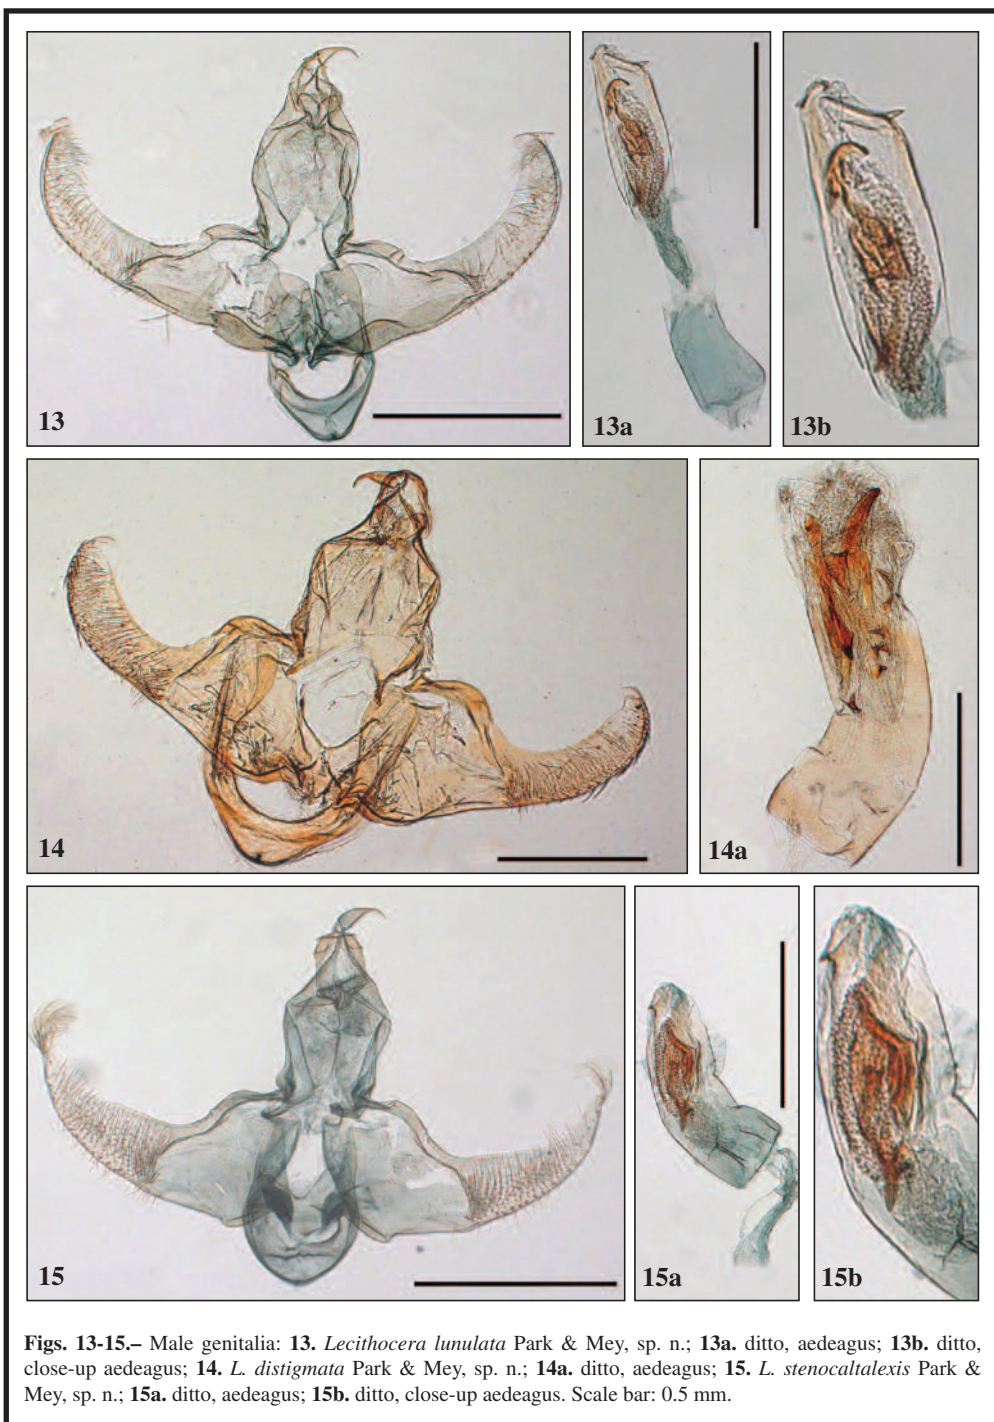 13
13a
13b
14
14a
15
15a
15b
Figs. 13-15.– Male genitalia: 13. Lecithocera lunulata Park & Mey, sp. n.; 13a. ditto, aedeagus; 13b. ditto,
close-up aedeagus; 14. L. distigmata Park & Mey, sp. n.; 14a. ditto, aedeagus; 15. L. stenocaltalexis Park &
Mey, sp. n.; 15a. ditto, aedeagus; 15b. ditto, close-up aedeagus. Scale bar: 0.5 mm.